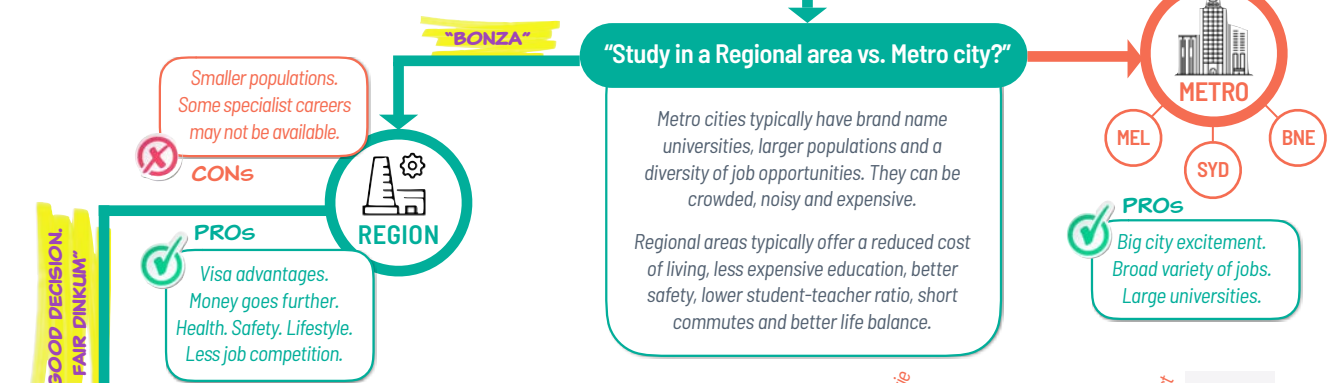 "BONZA"
"Study in a Regional area vs. Metro city?"
Metro cities typically have brand name
universities, larger populations and a
diversity of job opportunities. They can be
crowded, noisy and expensive.
Regional areas typically offer a reduced cost
of living, less expensive education, better
safety, lower student-teacher ratio, short
commutes and better life balance.
Smaller populations.
Some specialist careers
may not be available.
CONs
REGION
PROs
Visa advantages.
Money goes further.
Health. Safety. Lifestyle.
Less job competition.
GOOD DECISION.
FAIR DINKUM"
METRO
MEL
SYD
BNE
PROs
Big city excitement.
Broad variety of jobs.
Large universities.